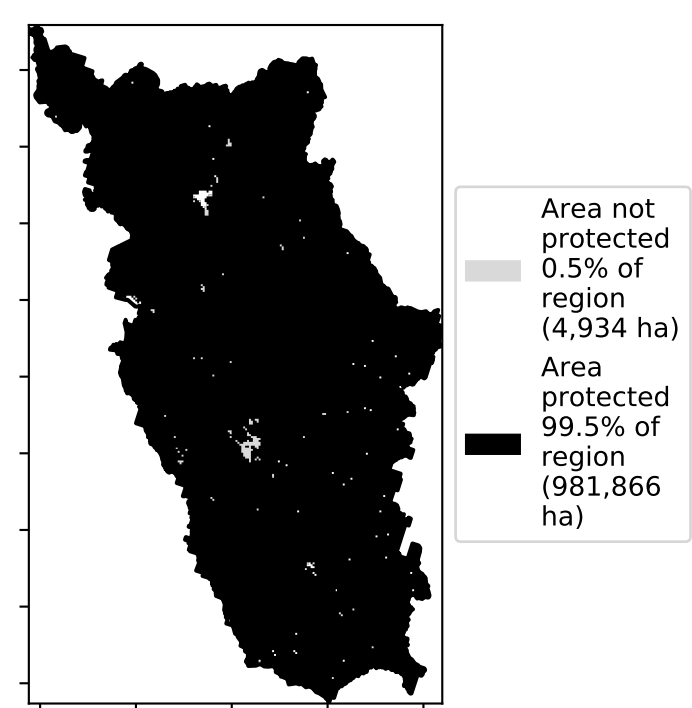 Area not
protected
0.5% of
region
(4,934 ha)
Area
protected
99.5% of
region
(981,866
ha)